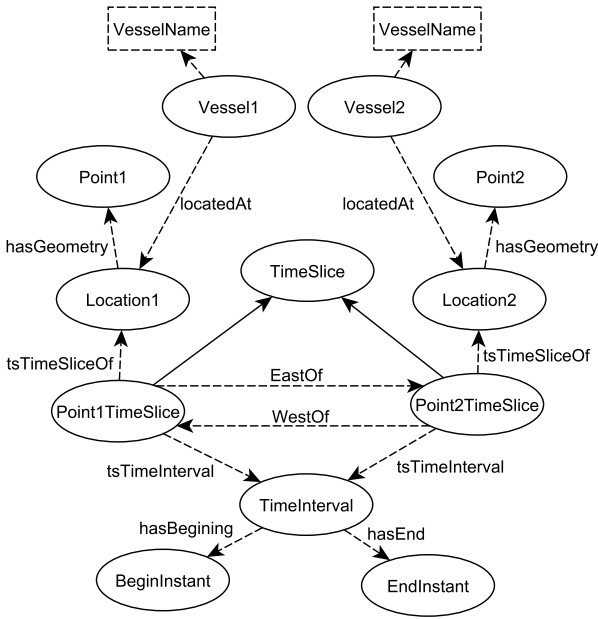 VesselName
VesselName
Vessel1
Vessel2
Point1
Point2
locatedAt
locatedAt
hasGeometry
hasGeometry
TimeSlice
Location1
Location2
tsTimeSliceOf
tsTimeSliceOf
EastOf
Point1TimeSlice
Point2TimeSlice
WestOf
tsTimeInterval
tsTimeInterval
TimeInterval
hasBegining
hasEnd
BeginInstant
EndInstant